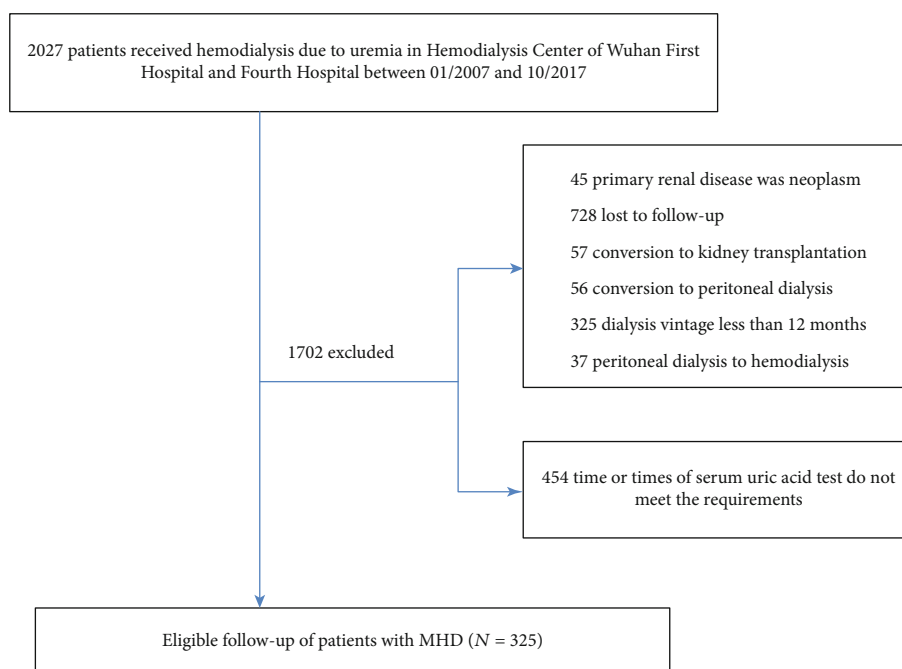 2027 patients received hemodialysis due to uremia in Hemodialysis Center of Wuhan First
Hospital and Fourth Hospital between 01/2007 and 10/2017
45 primary renal disease was neoplasm
728 lost to follow-up
57 conversion to kidney transplantation
56 conversion to peritoneal dialysis
325 dialysis vintage less than 12 months
37 peritoneal dialysis to hemodialysis
1702 excluded
454 time or times of serum uric acid test do not
meet the requirements
Eligible follow-up of patients with MHD (N = 325)